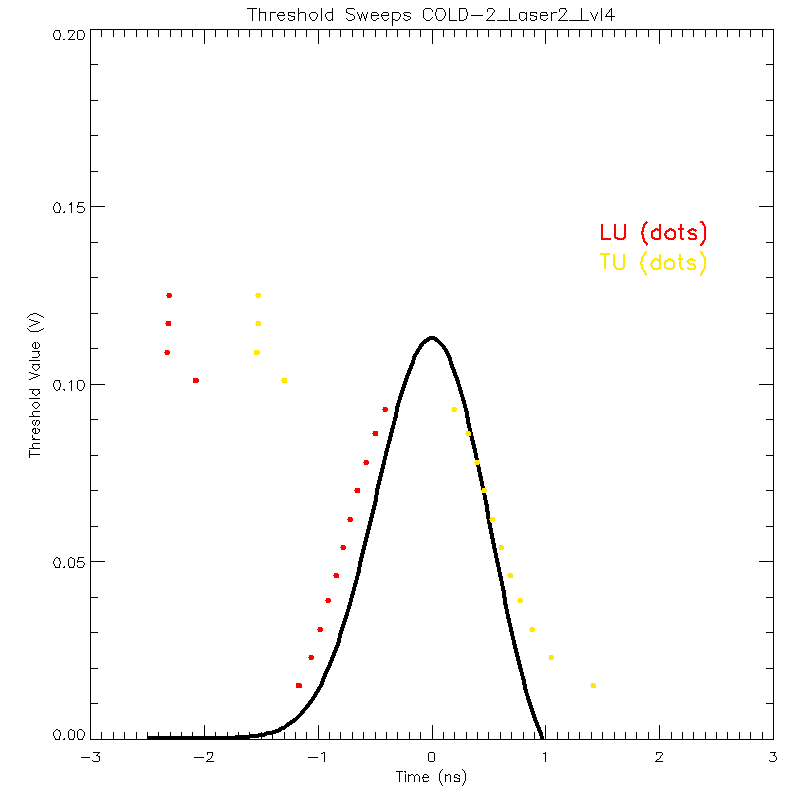 Threshold Sweeps COLD-2_Laser2_Lvl4
0.20
0.15
LU (dots)
TU (dots)
Threshold Value (V)
0.10
0.05
0.00
-3 -2 -1 0 1 2 3
Time (ns)